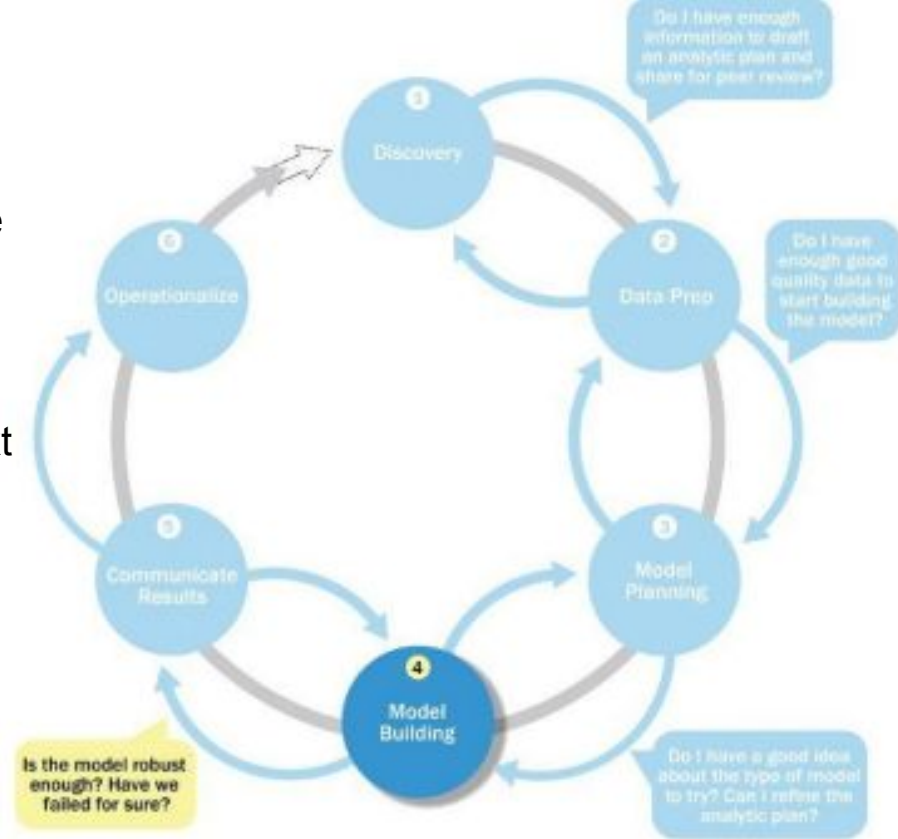 Do I have enough
information to draft
an analytic plan and
share for peer review?
1
Discovery
e
6
Operationalize
2
Data Prep
Do I have
enough good
quality data to
start building
the model?
t
5
Communicate
Results
3
Model
Planning
4
Model
Building
Is the model robust
enough? Have we
failed for sure?
Do I have a good idea
about the type of model
to try? Can I refine the
analytic plan?